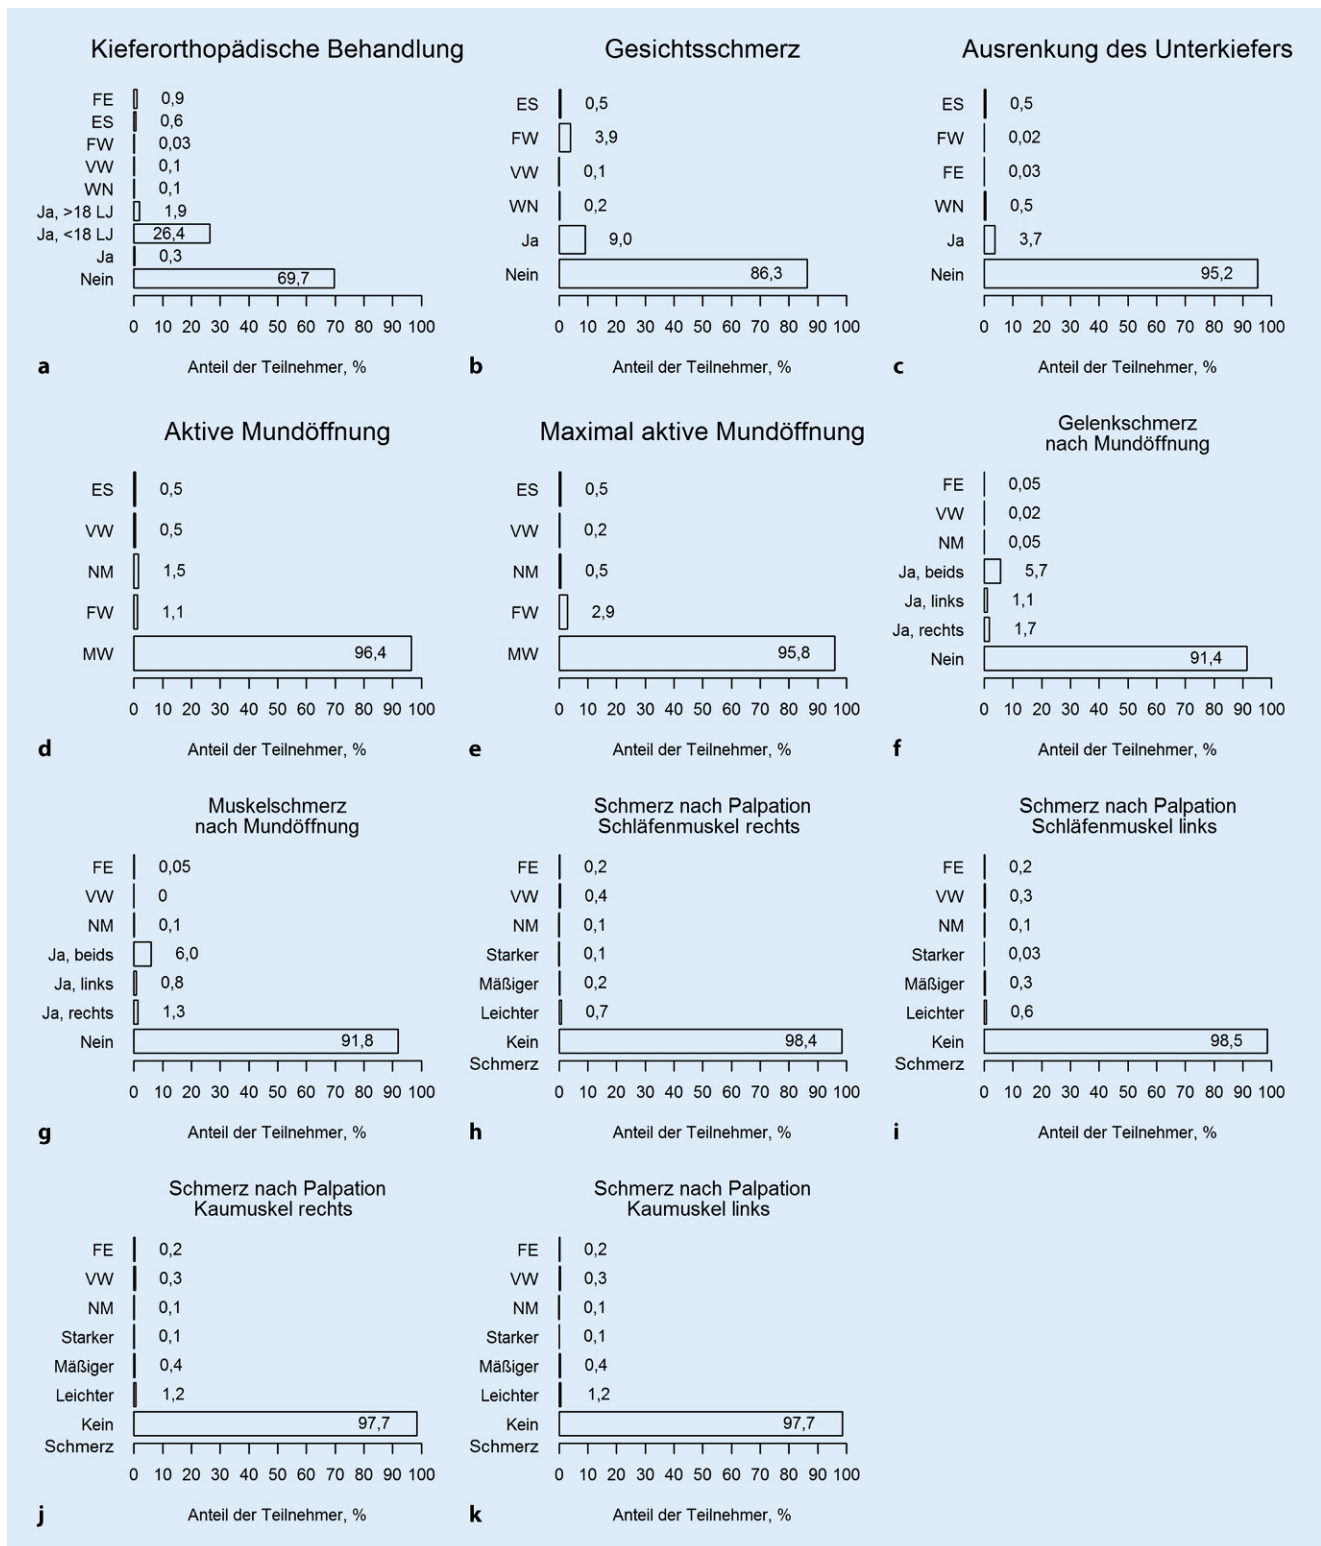 Kieferorthopädische Behandlung
FE 0,9
ES 0,6
FW 0,03
VW 0,1
WN 0,1
Ja, >18 LJ 1,9
Ja, <18 LJ 26,4
Ja 0,3
Nein 69,7
0 10 20 30 40 50 60 70 80 90 100
a Anteil der Teilnehmer, %
Gesichtsschmerz
ES 0,5
FW 3,9
VW 0,1
WN 0,2
Ja 9,0
Nein 86,3
0 10 20 30 40 50 60 70 80 90 100
b Anteil der Teilnehmer, %
Ausrenkung des Unterkiefers
ES 0,5
FW 0,02
FE 0,03
WN 0,5
Ja 3,7
Nein 95,2
0 10 20 30 40 50 60 70 80 90 100
c Anteil der Teilnehmer, %
Aktive Mundöffnung
ES 0,5
VW 0,5
NM 1,5
FW 1,1
MW 96,4
0 10 20 30 40 50 60 70 80 90 100
d Anteil der Teilnehmer, %
Maximal aktive Mundöffnung
ES 0,5
VW 0,2
NM 0,5
FW 2,9
MW 95,8
0 10 20 30 40 50 60 70 80 90 100
e Anteil der Teilnehmer, %
Gelenkschmerz
nach Mundöffnung
FE 0,05
VW 0,02
NM 0,05
Ja, beids 5,7
Ja, links 1,1
Ja, rechts 1,7
Nein 91,4
0 10 20 30 40 50 60 70 80 90 100
f Anteil der Teilnehmer, %
Muskelschmerz
nach Mundöffnung
FE 0,05
VW 0
NM 0,1
Ja, beids 6,0
Ja, links 0,8
Ja, rechts 1,3
Nein 91,8
0 10 20 30 40 50 60 70 80 90 100
g Anteil der Teilnehmer, %
Schmerz nach Palpation
Schläfenmuskel rechts
FE 0,2
VW 0,4
NM 0,1
Starker 0,1
Mäßiger 0,2
Leichter 0,7
Kein 98,4
Schmerz
0 10 20 30 40 50 60 70 80 90 100
h Anteil der Teilnehmer, %
Schmerz nach Palpation
Schläfenmuskel links
FE 0,2
VW 0,3
NM 0,1
Starker 0,03
Mäßiger 0,3
Leichter 0,6
Kein 98,5
Schmerz
0 10 20 30 40 50 60 70 80 90 100
i Anteil der Teilnehmer, %
Schmerz nach Palpation
Kaumuskel rechts
FE 0,2
VW 0,3
NM 0,1
Starker 0,1
Mäßiger 0,4
Leichter 1,2
Kein 97,7
Schmerz
0 10 20 30 40 50 60 70 80 90 100
j Anteil der Teilnehmer, %
Schmerz nach Palpation
Kaumuskel links
FE 0,2
VW 0,3
NM 0,1
Starker 0,1
Mäßiger 0,4
Leichter 1,2
Kein 97,7
Schmerz
0 10 20 30 40 50 60 70 80 90 100
k Anteil der Teilnehmer, %